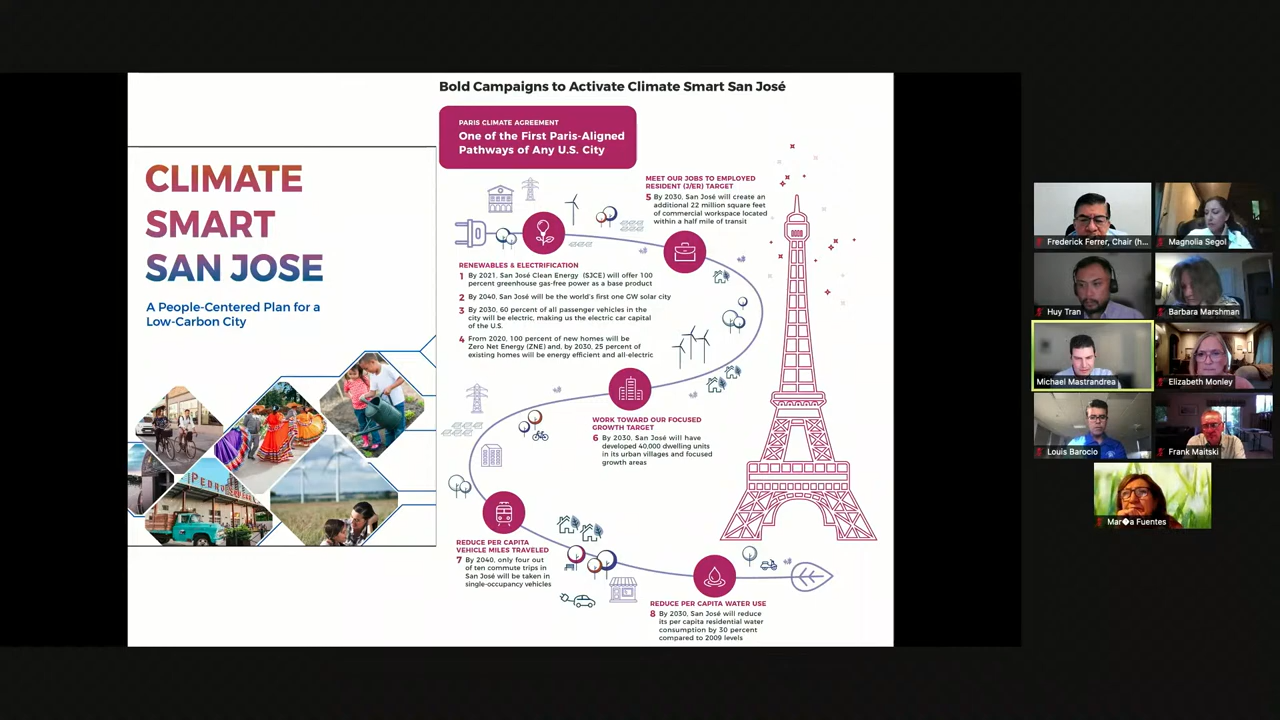 Bold Campaigns to Activate Climate Smart San José
CLIMATE
SMART
SAN JOSE
A People-Centered Plan for a
Low-Carbon City
PEDRO
PARIS CLIMATE AGREEMENT
One of the First Paris-Aligned
Pathways of Any U.S. City
MEET OUR JOBS TO EMPLOYED
RESIDENT (J/ER) TARGET
5 By 2030, San José will create an
additional 22 million square feet
of commercial workspace located
within a half mile of transit
RENEWABLES & ELECTRIFICATION
1 By 2021, San José Clean Energy (SJCE) will offer 100
percent greenhouse gas-free power as a base product
2 By 2040, San José will be the world's first one GW solar city
3 By 2030, 60 percent of all passenger vehicles in the
city will be electric, making us the electric car capital
of the U.S.
4 From 2020, 100 percent of new homes will be
Zero Net Energy (ZNE) and, by 2030, 25 percent of
existing homes will be energy efficient and all-electric
WORK TOWARD OUR FOCUSED
GROWTH TARGET
6 By 2030, San José will have
developed 40,000 dwelling units
in its urban villages and focused
growth areas
REDUCE PER CAPITA
VEHICLE MILES TRAVELED
7 By 2040, only four out
of ten commute trips in
San José will be taken in
single-occupancy vehicles
REDUCE PER CAPITA WATER USE
8 By 2030, San José will reduce
its per capita residential water
consumption by 30 percent
compared to 2009 levels
Frederick Ferrer, Chair (h...
Magnolia Segol
Huy Tran
Barbara Marshman
Michael Mastrandrea
Elizabeth Monley
Louis Barocio
Frank Maitski
Mar�a Fuentes